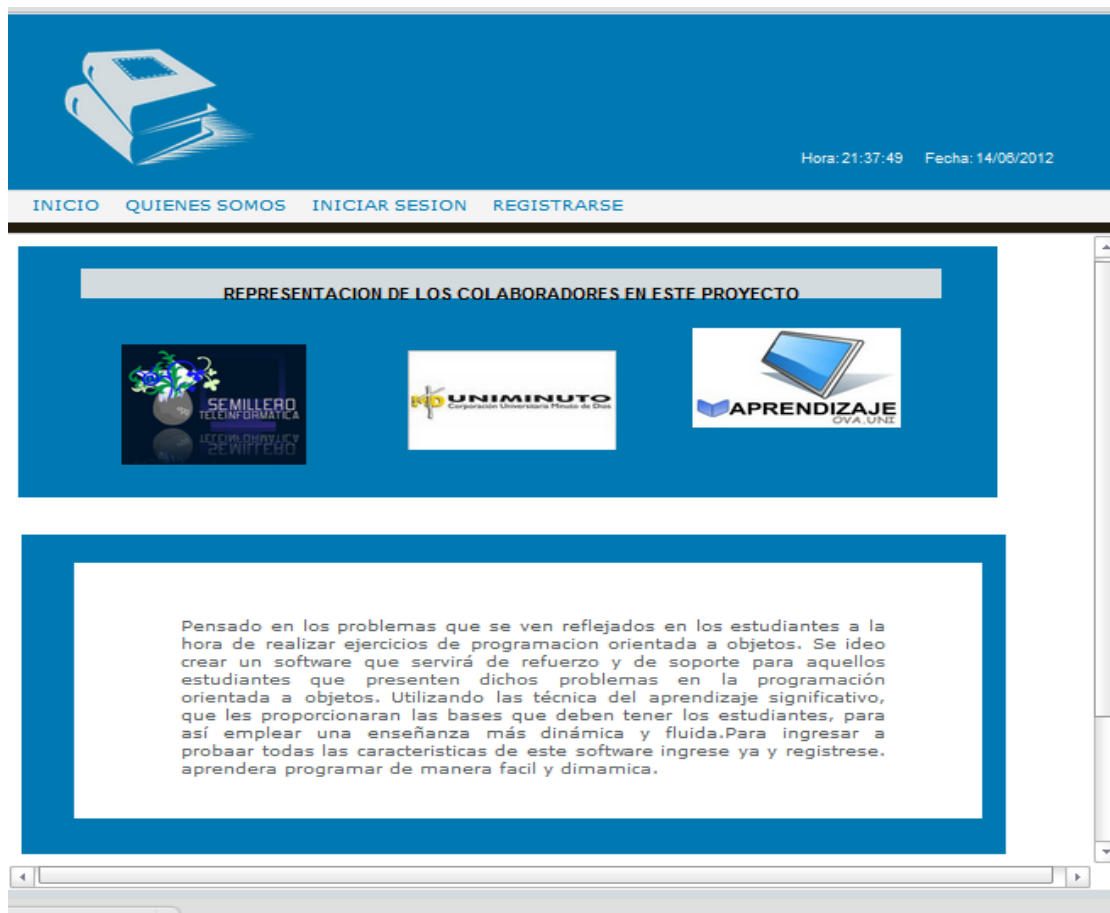 Hora: 21:37:49 Fecha: 14/06/2012
INICIO QUIENES SOMOS INICIAR SESION REGISTRARSE
REPRESENTACION DE LOS COLABORADORES EN ESTE PROYECTO
SEMILLERO
TELEINFORMATICA
UNIMINUTO
Corporación Universitaria Minuto de Dios
APRENDIZAJE
OVA.UNI
Pensado en los problemas que se ven reflejados en los estudiantes a la
hora de realizar ejercicios de programacion orientada a objetos. Se ideo
crear un software que servirá de refuerzo y de soporte para aquellos
estudiantes que presenten dichos problemas en la programación
orientada a objetos. Utilizando las técnica del aprendizaje significativo,
que les proporcionaran las bases que deben tener los estudiantes, para
así emplear una enseñanza más dinámica y fluida.Para ingresar a
probaar todas las caracteristicas de este software ingrese ya y registrese.
aprendera programar de manera facil y dimamica.